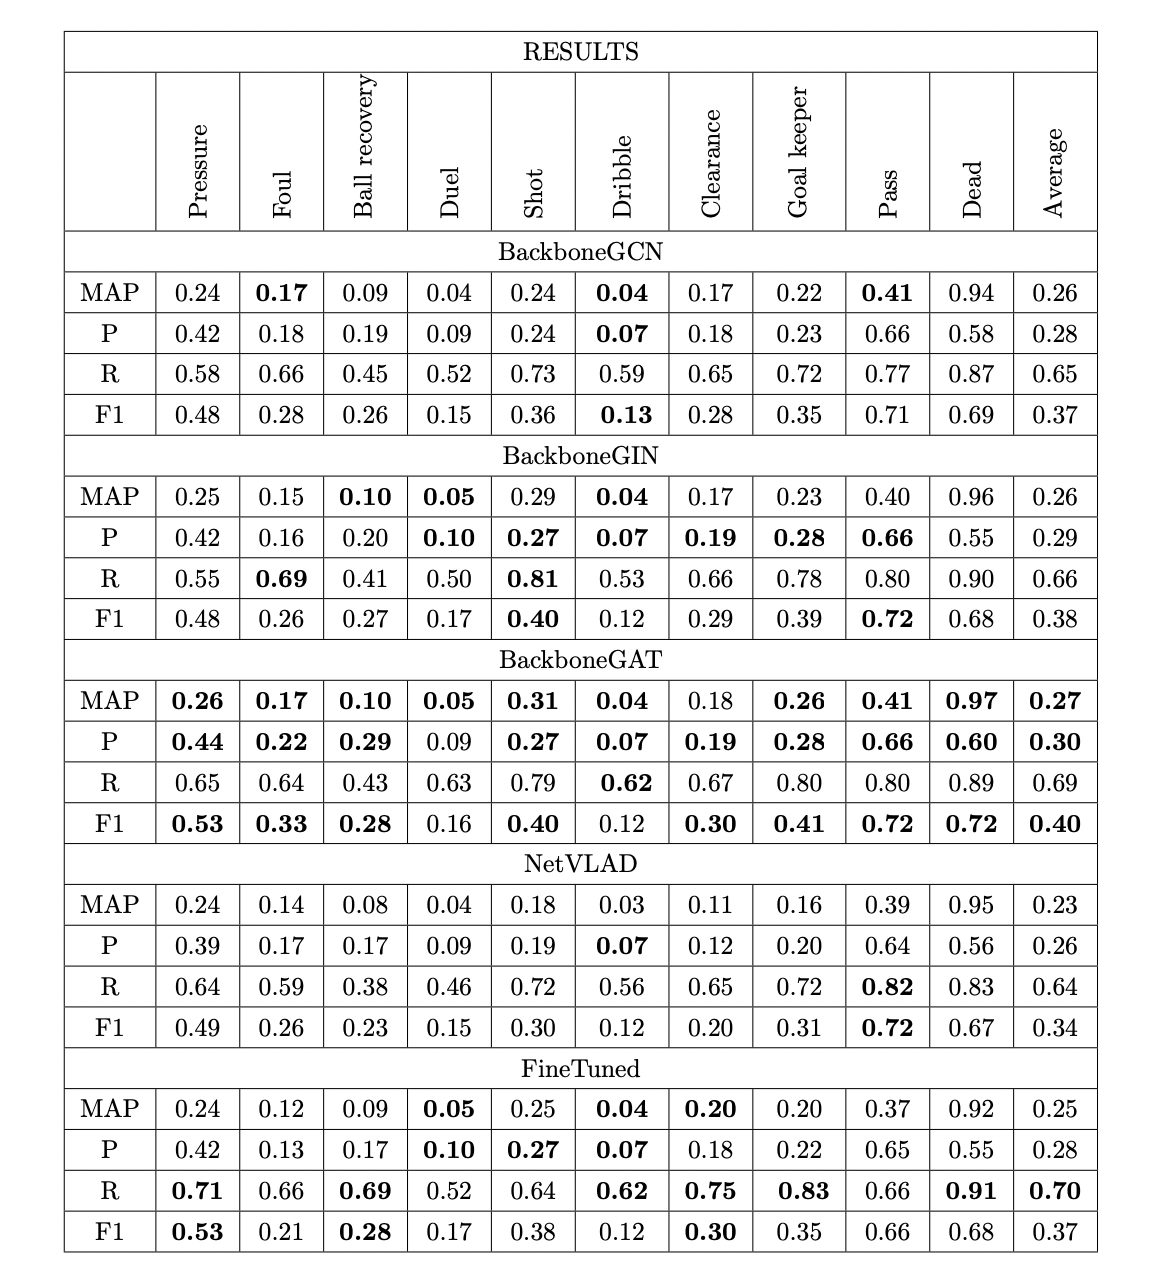 RESULTS
Pressure Foul Ball recovery Duel Shot Dribble Clearance Goal keeper Pass Dead Average
BackboneGCN
MAP 0.24 0.17 0.09 0.04 0.24 0.04 0.17 0.22 0.41 0.94 0.26
P 0.42 0.18 0.19 0.09 0.24 0.07 0.18 0.23 0.66 0.58 0.28
R 0.58 0.66 0.45 0.52 0.73 0.59 0.65 0.72 0.77 0.87 0.65
F1 0.48 0.28 0.26 0.15 0.36 0.13 0.28 0.35 0.71 0.69 0.37
BackboneGIN
MAP 0.25 0.15 0.10 0.05 0.29 0.04 0.17 0.23 0.40 0.96 0.26
P 0.42 0.16 0.20 0.10 0.27 0.07 0.19 0.28 0.66 0.55 0.29
R 0.55 0.69 0.41 0.50 0.81 0.53 0.66 0.78 0.80 0.90 0.66
F1 0.48 0.26 0.27 0.17 0.40 0.12 0.29 0.39 0.72 0.68 0.38
BackboneGAT
MAP 0.26 0.17 0.10 0.05 0.31 0.04 0.18 0.26 0.41 0.97 0.27
P 0.44 0.22 0.29 0.09 0.27 0.07 0.19 0.28 0.66 0.60 0.30
R 0.65 0.64 0.43 0.63 0.79 0.62 0.67 0.80 0.80 0.89 0.69
F1 0.53 0.33 0.28 0.16 0.40 0.12 0.30 0.41 0.72 0.72 0.40
NetVLAD
MAP 0.24 0.14 0.08 0.04 0.18 0.03 0.11 0.16 0.39 0.95 0.23
P 0.39 0.17 0.17 0.09 0.19 0.07 0.12 0.20 0.64 0.56 0.26
R 0.64 0.59 0.38 0.46 0.72 0.56 0.65 0.72 0.82 0.83 0.64
F1 0.49 0.26 0.23 0.15 0.30 0.12 0.20 0.31 0.72 0.67 0.34
FineTuned
MAP 0.24 0.12 0.09 0.05 0.25 0.04 0.20 0.20 0.37 0.92 0.25
P 0.42 0.13 0.17 0.10 0.27 0.07 0.18 0.22 0.65 0.55 0.28
R 0.71 0.66 0.69 0.52 0.64 0.62 0.75 0.83 0.66 0.91 0.70
F1 0.53 0.21 0.28 0.17 0.38 0.12 0.30 0.35 0.66 0.68 0.37